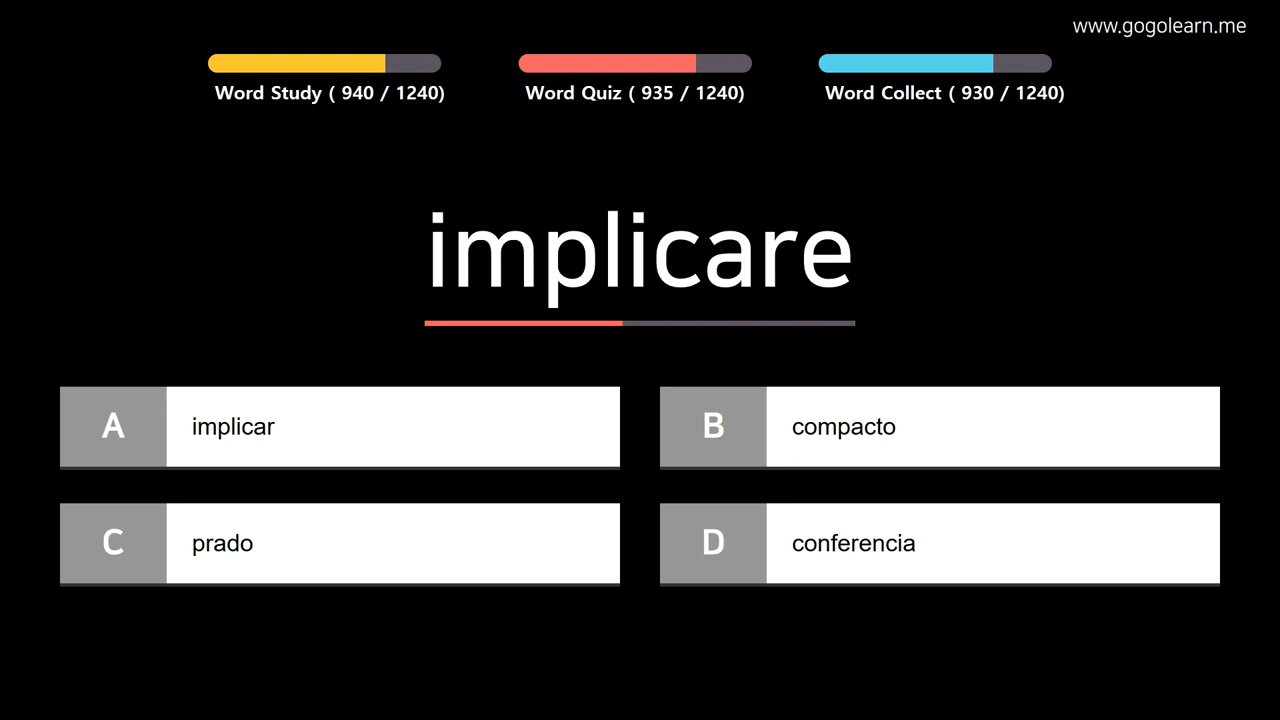 www.gogolearn.me
Word Study ( 940 / 1240)
Word Quiz ( 935 / 1240)
Word Collect ( 930 / 1240)
implicare
A implicar
B compacto
C prado
D conferencia